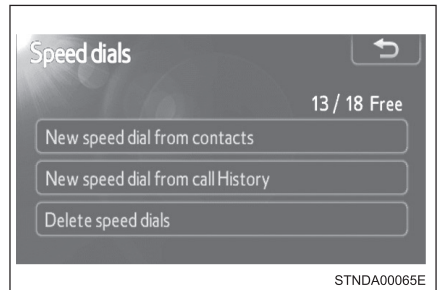 Speed dials
13 / 18 Free
New speed dial from contacts
New speed dial from call History
Delete speed dials
STNDA00065E